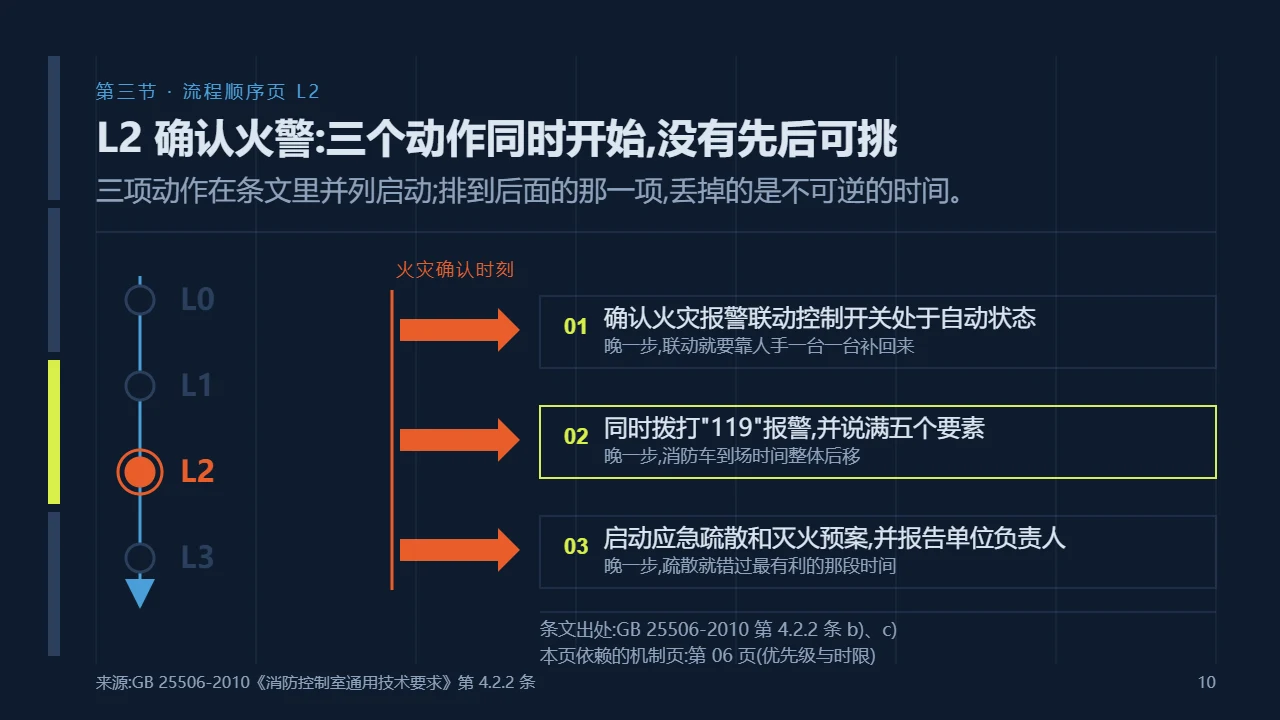 第三节 · 流程顺序页 L2
L2 确认火警:三个动作同时开始,没有先后可挑
三项动作在条文里并列启动;排到后面的那一项,丢掉的是不可逆的时间。
L0
L1
L2
L3
火灾确认时刻
01
确认火灾报警联动控制开关处于自动状态
晚一步,联动就要靠人手一台一台补回来
02
同时拨打"119"报警,并说满五个要素
晚一步,消防车到场时间整体后移
03
启动应急疏散和灭火预案,并报告单位负责人
晚一步,疏散就错过最有利的那段时间
条文出处:GB 25506-2010 第 4.2.2 条 b)、c)
本页依赖的机制页:第 06 页(优先级与时限)
来源:GB 25506-2010《消防控制室通用技术要求》第 4.2.2 条
10